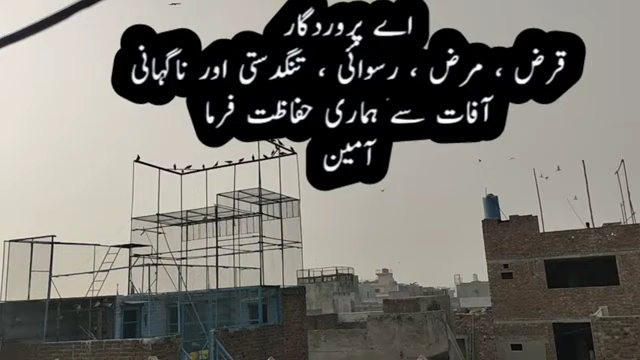 اے پروردگار
قرض ، مرض ، رسوائی ، تنگدستی اور ناگہانی
آفات سے ہماری حفاظت فرما
آمین